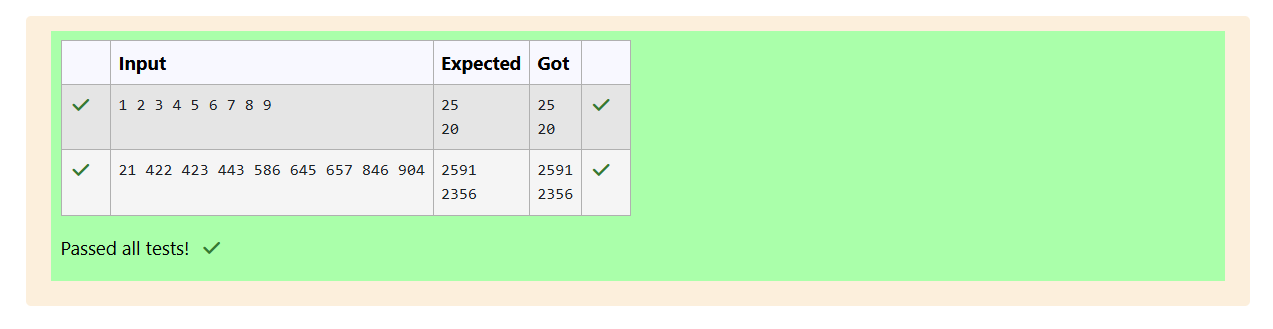 Input Expected Got
1 2 3 4 5 6 7 8 9 25 25
20 20
21 422 423 443 586 645 657 846 904 2591 2591
2356 2356
Passed all tests!